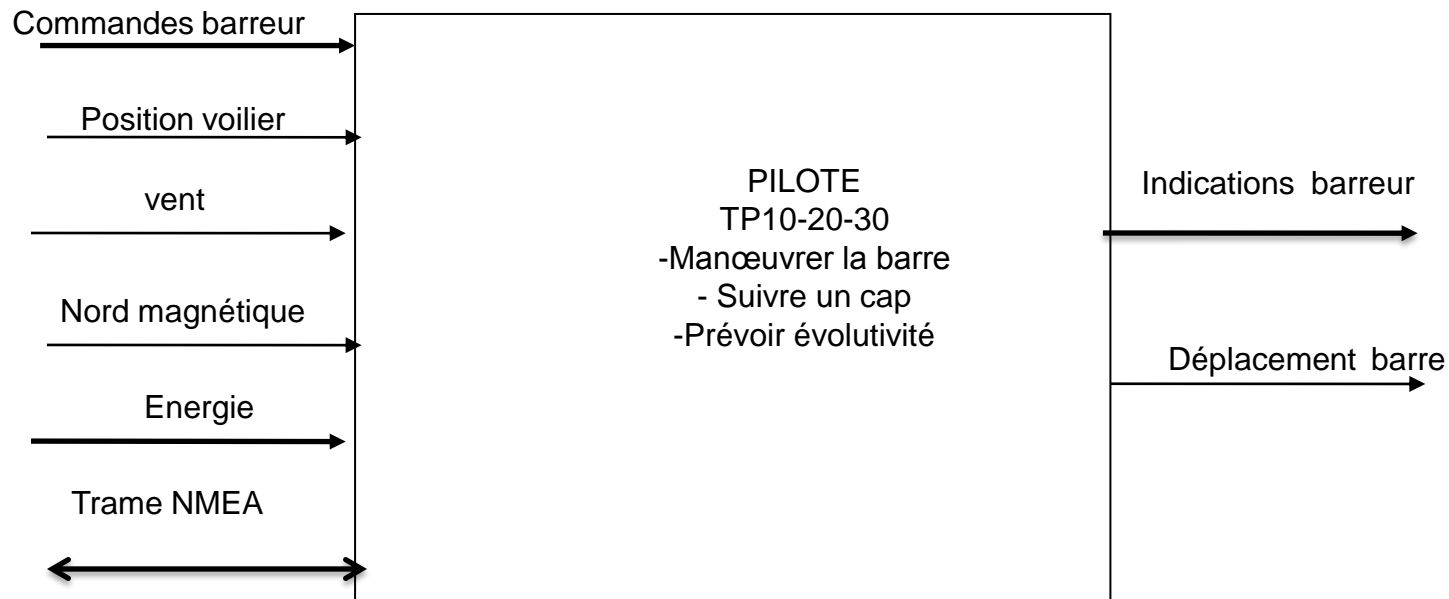 Commandes barreur
Position voilier
vent
Nord magnétique
Energie
Trame NMEA
PILOTE
TP10-20-30
-Manœuvrer la barre
- Suivre un cap
-Prévoir évolutivité
Indications barreur
Déplacement barre